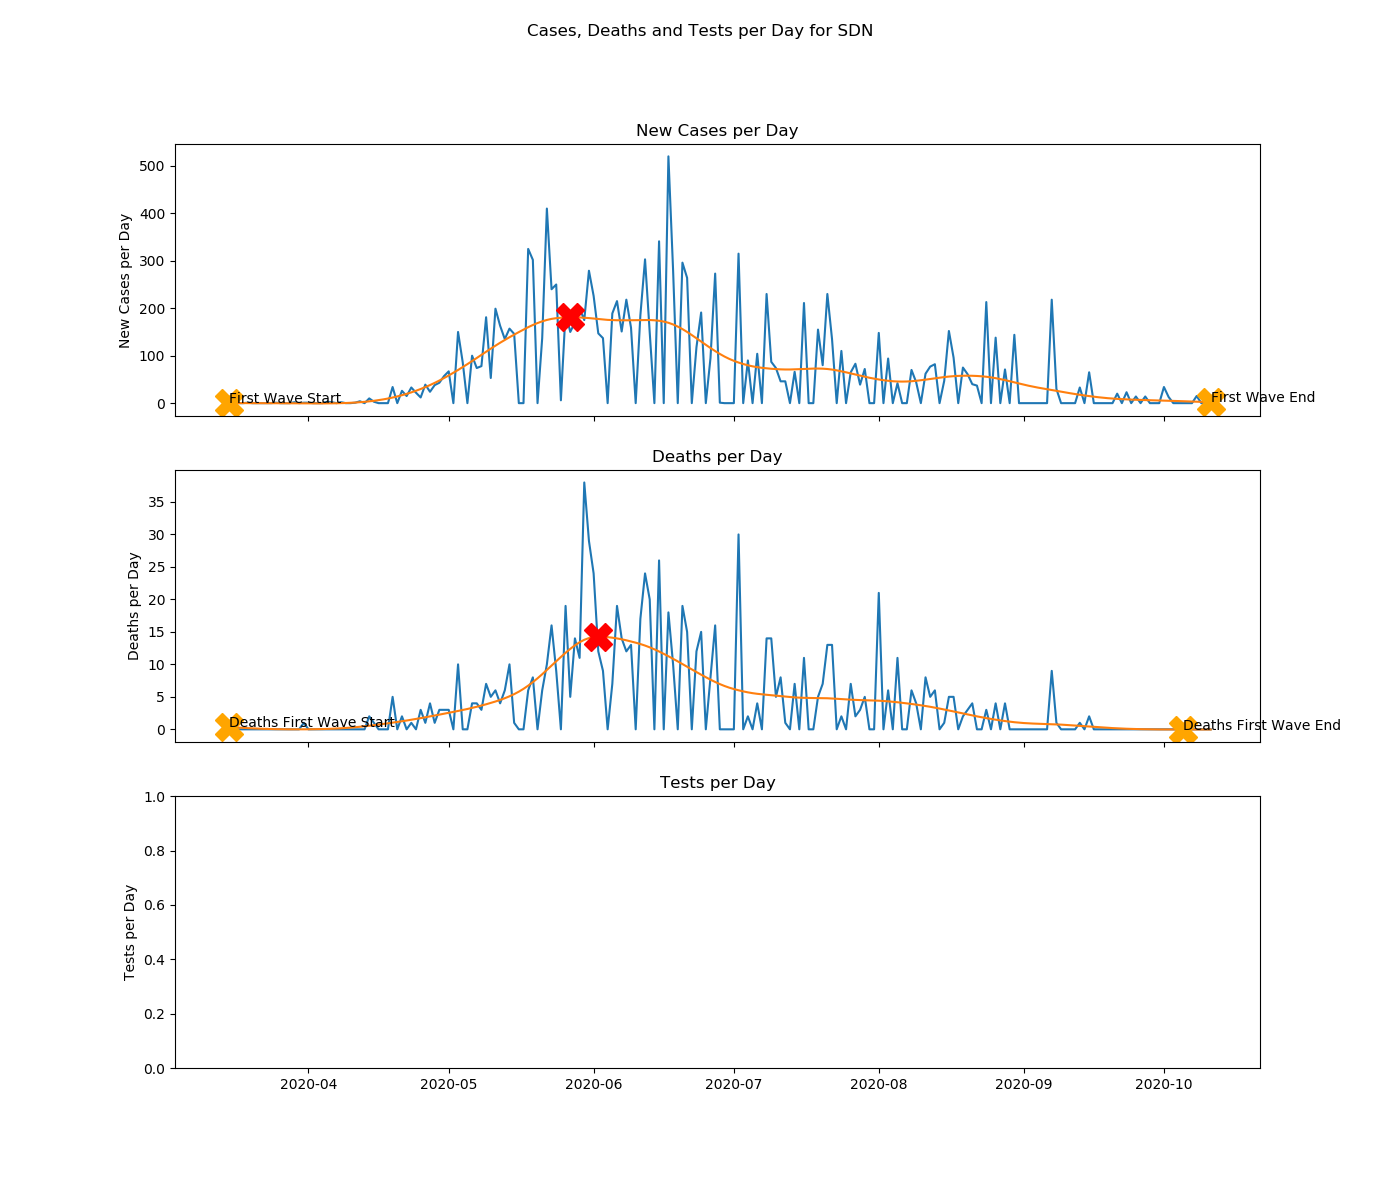 Cases, Deaths and Tests per Day for SDN
New Cases per Day
New Cases per Day
500
400
300
200
100
0
First Wave Start
First Wave End
Deaths per Day
Deaths per Day
35
30
25
20
15
10
5
0
Deaths First Wave Start
Deaths First Wave End
Tests per Day
Tests per Day
1.0
0.8
0.6
0.4
0.2
0.0
2020-04 2020-05 2020-06 2020-07 2020-08 2020-09 2020-10